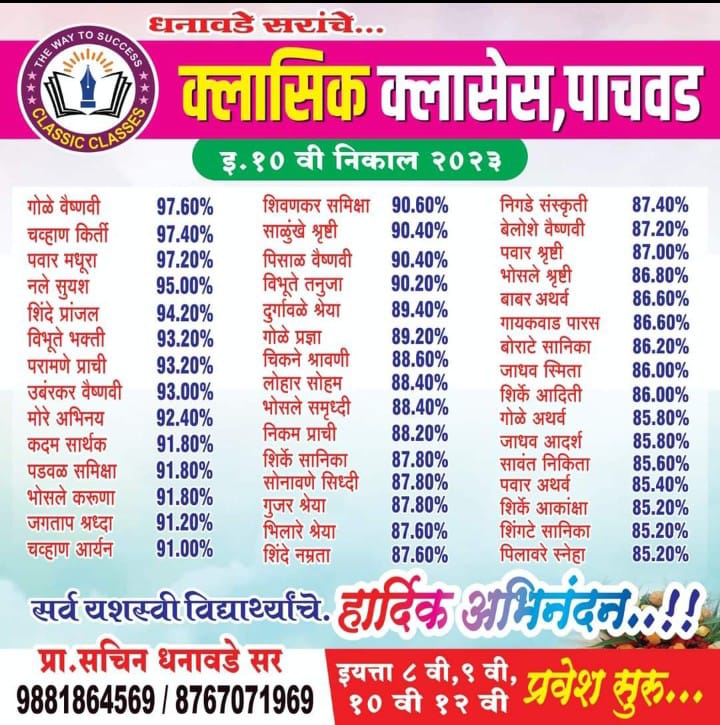 धनावडे सरांचे...
THE WAY TO SUCCESS
CLASSIC CLASSES
क्लासिक क्लासेस,पाचवड
इ.१० वी निकाल २०२३
गोळे वैष्णवी 97.60%
चव्हाण किर्ती 97.40%
पवार मधूरा 97.20%
नले सुयश 95.00%
शिंदे प्रांजल 94.20%
विभूते भक्ती 93.20%
परामणे प्राची 93.20%
उबंरकर वैष्णवी 93.00%
मोरे अभिनय 92.40%
कदम सार्थक 91.80%
पडवळ समिक्षा 91.80%
भोसले करूणा 91.80%
जगताप श्रध्दा 91.20%
चव्हाण आर्यन 91.00%
शिवणकर समिक्षा 90.60%
साळुंखे श्रृष्टी 90.40%
पिसाळ वैष्णवी 90.40%
विभूते तनुजा 90.20%
दुर्गावळे श्रेया 89.40%
गोळे प्रज्ञा 89.20%
चिकने श्रावणी 88.60%
लोहार सोहम 88.40%
भोसले समृध्दी 88.40%
निकम प्राची 88.20%
शिर्के सानिका 87.80%
सोनावणे सिध्दी 87.80%
गुजर श्रेया 87.80%
भिलारे श्रेया 87.60%
शिंदे नम्रता 87.60%
निगडे संस्कृती 87.40%
बेलोशे वैष्णवी 87.20%
पवार श्रृष्टी 87.00%
भोसले श्रृष्टी 86.80%
बाबर अथर्व 86.60%
गायकवाड पारस 86.60%
बोराटे सानिका 86.20%
जाधव स्मिता 86.00%
शिर्के आदिती 86.00%
गोळे अथर्व 85.80%
जाधव आदर्श 85.80%
सावंत निकिता 85.60%
पवार अथर्व 85.40%
शिर्के आकांक्षा 85.20%
शिंगटे सानिका 85.20%
पिलावरे स्नेहा 85.20%
सर्व यशस्वी विद्यार्थ्यांचे. हार्दिक अभिनंदन..!!
प्रा.सचिन धनावडे सर
9881864569 / 8767071969
इयत्ता ८ वी,९ वी,
१० वी १२ वी
प्रवेश सुरू...